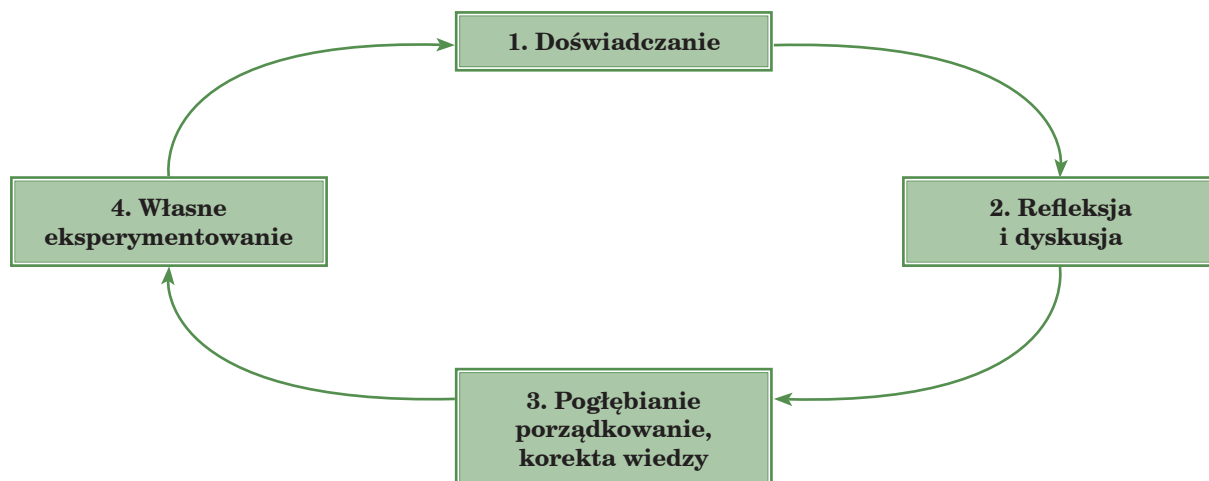 1. Doświadczanie
2. Refleksja
i dyskusja
3. Pogłębianie
porządkowanie,
korekta wiedzy
4. Własne
eksperymentowanie